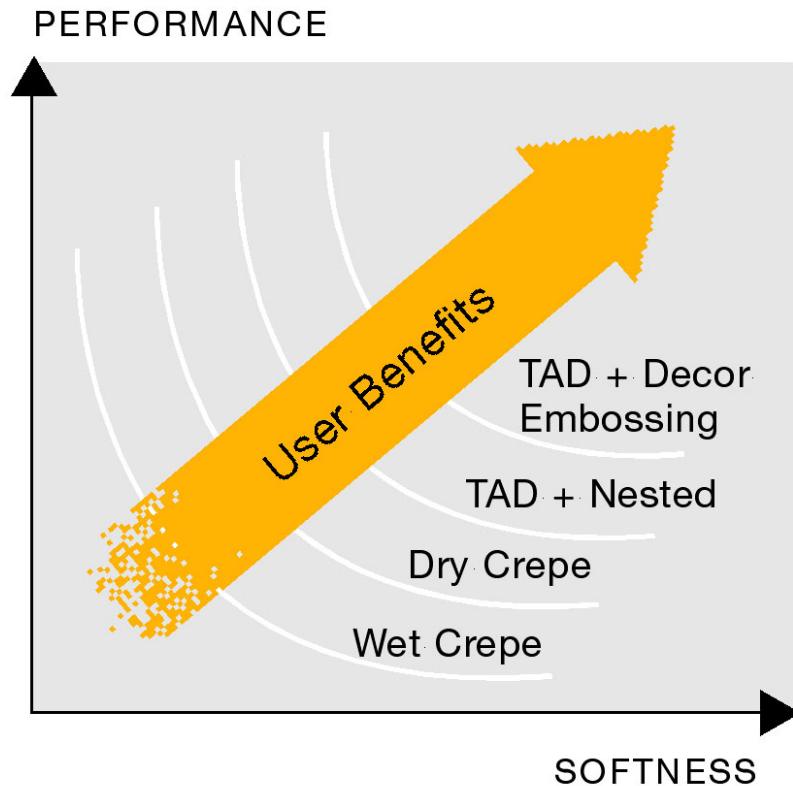 PERFORMANCE
User Benefits
TAD + Decor
Embossing
TAD + Nested
Dry Crepe
Wet Crepe
SOFTNESS